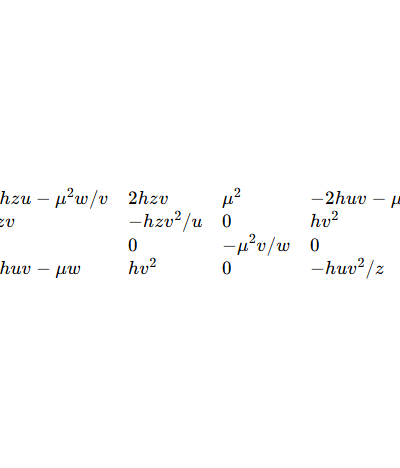 hzu − μ²w/v 2hzv μ² −2huv − μ
zv −hzv²/u 0 hv²
0 −μ²v/w 0
huv − μw hv² 0 −huv²/z